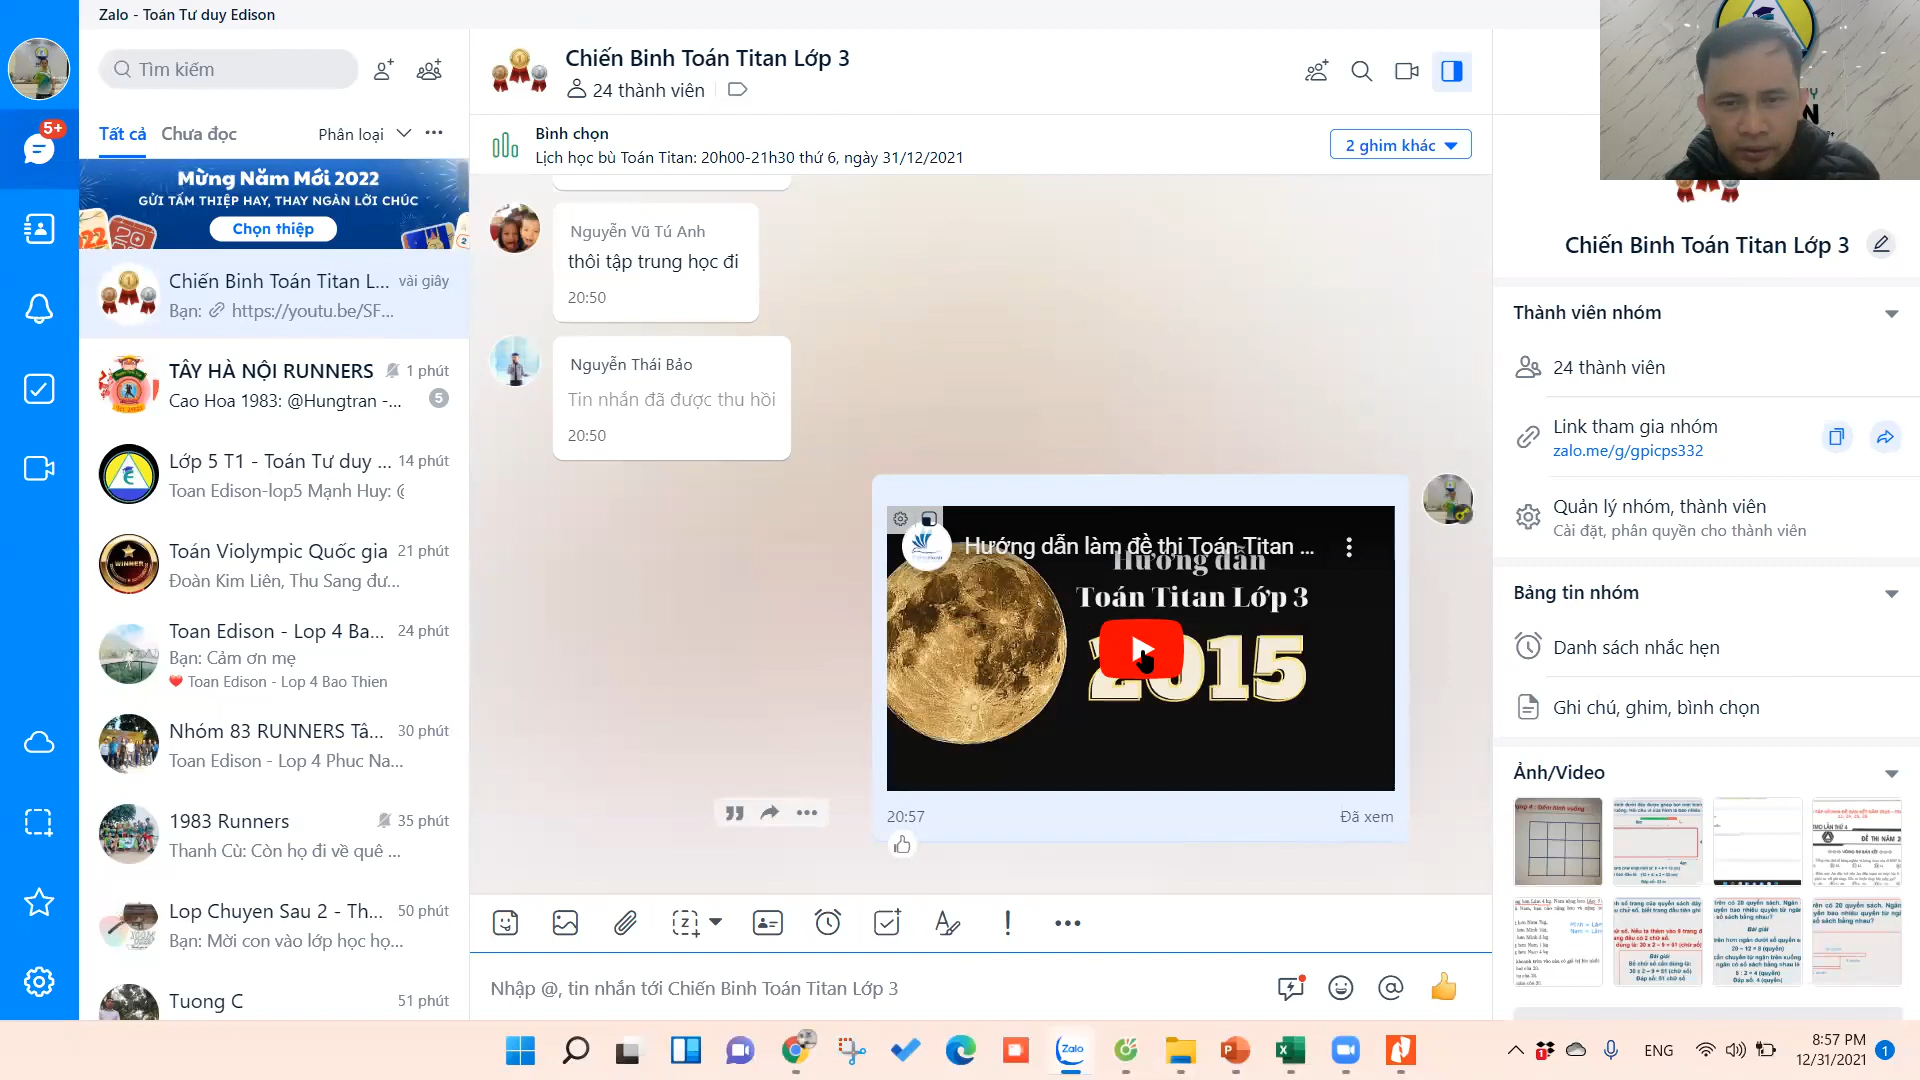 Zalo - Toán Tư duy Edison
Tìm kiếm
Tất cả
Chưa đọc
Phân loại
5+
Mừng Năm Mới 2022
GỬI TẤM THIỆP HAY, THAY NGÀN LỜI CHÚC
Chọn thiệp
Chiến Binh Toán Titan L...
vài giây
Bạn: https://youtu.be/SF...
TÂY HÀ NỘI RUNNERS
1 phút
Cao Hoa 1983: @Hungtran -...
5
Lớp 5 T1 - Toán Tư duy ...
14 phút
Toan Edison-lop5 Mạnh Huy: @
Toán Violympic Quốc gia
21 phút
Đoàn Kim Liên, Thu Sang đư...
Toan Edison - Lop 4 Ba...
24 phút
Bạn: Cảm ơn mẹ
Toan Edison - Lop 4 Bao Thien
Nhóm 83 RUNNERS Tâ...
30 phút
Toan Edison - Lop 4 Phuc Na...
1983 Runners
35 phút
Thanh Cù: Còn họ đi về quê ...
Lop Chuyen Sau 2 - Th...
50 phút
Bạn: Mời con vào lớp học họ...
Tuong C
51 phút
Chiến Binh Toán Titan Lớp 3
24 thành viên
Bình chọn
Lịch học bù Toán Titan: 20h00-21h30 thứ 6, ngày 31/12/2021
2 ghim khác
Nguyễn Vũ Tú Anh
thôi tập trung học đi
20:50
Nguyễn Thái Bảo
Tin nhắn đã được thu hồi
20:50
Hướng dẫn làm đề thi Toán Titan ...
Hướng dẫn
Toán Titan Lớp 3
2015
20:57
Đã xem
Nhập @, tin nhắn tới Chiến Binh Toán Titan Lớp 3
Chiến Binh Toán Titan Lớp 3
Thành viên nhóm
24 thành viên
Link tham gia nhóm
zalo.me/g/gpicps332
Quản lý nhóm, thành viên
Cài đặt, phân quyền cho thành viên
Bảng tin nhóm
Danh sách nhắc hẹn
Ghi chú, ghim, bình chọn
Ảnh/Video
Zalo
ENG
8:57 PM
12/31/2021
1